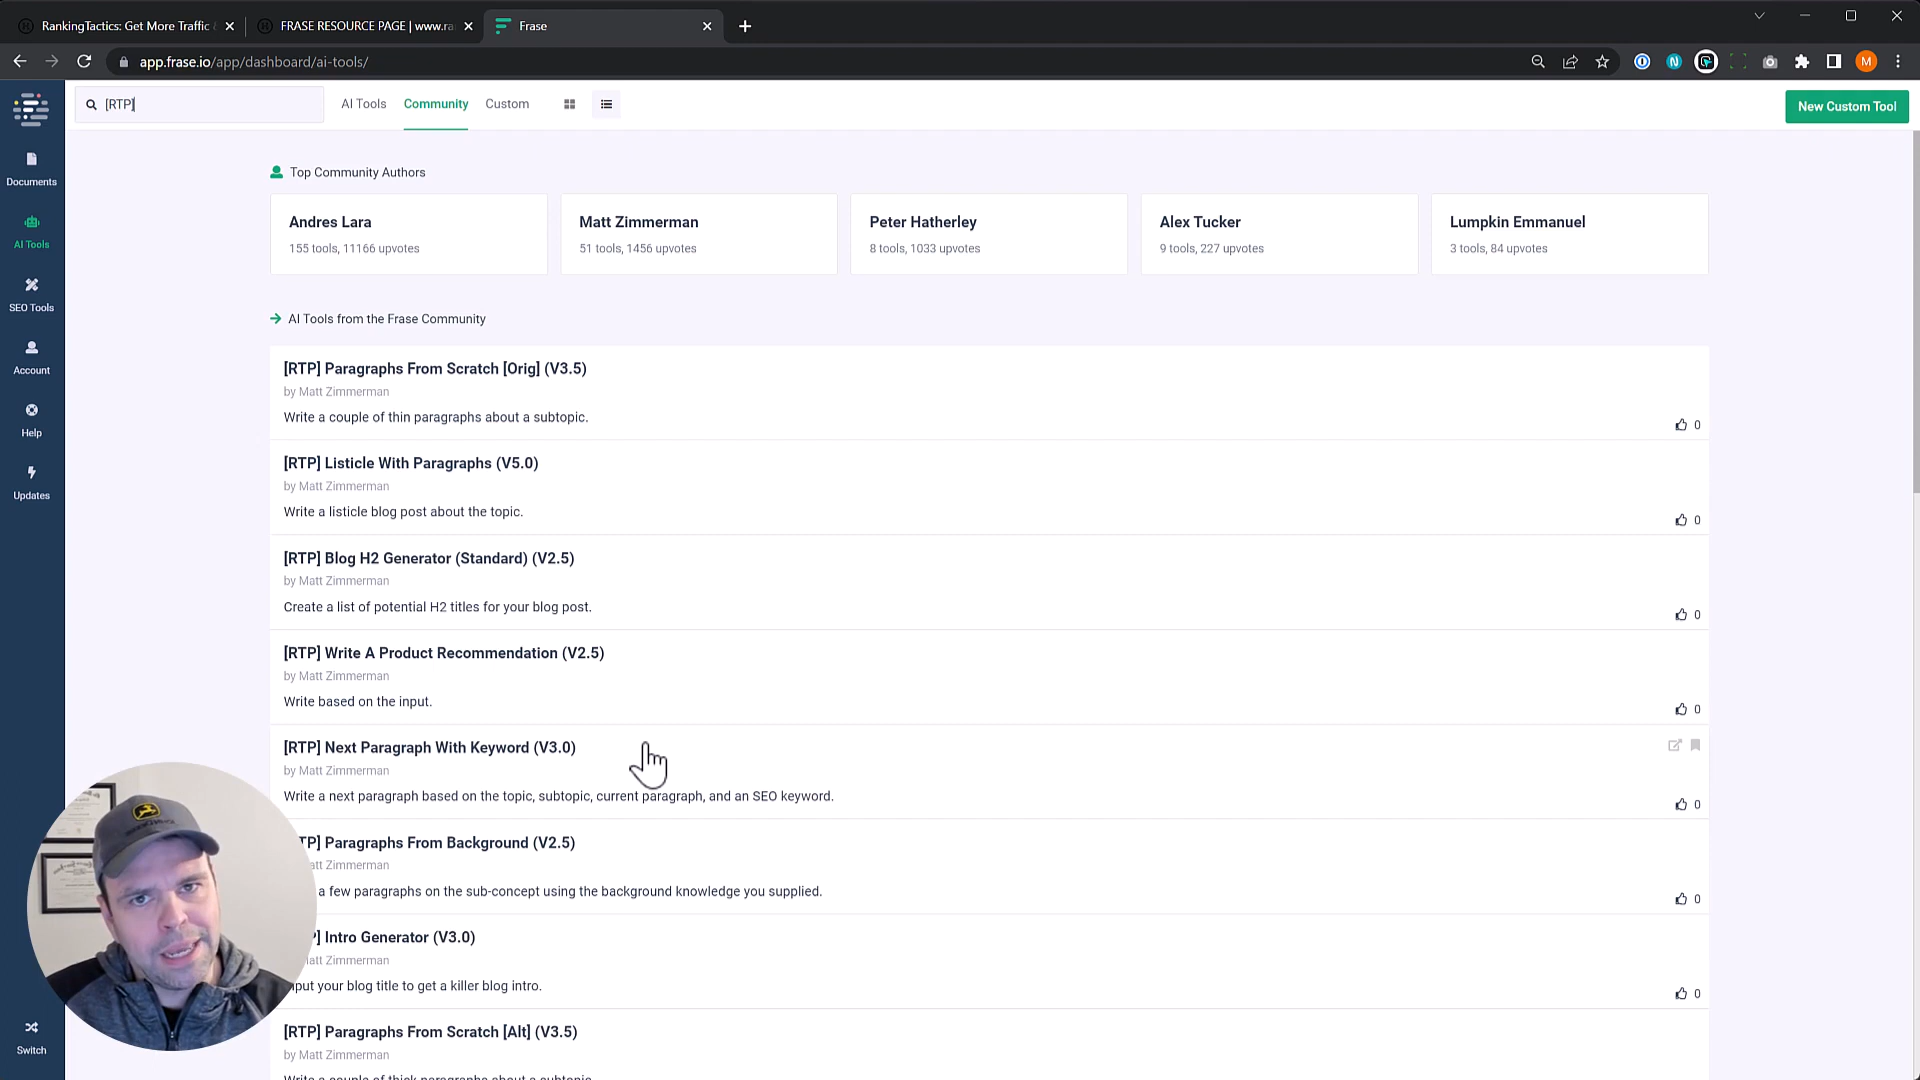 RankingTactics: Get More Traffic
FRASE RESOURCE PAGE | www.ra
Frase
app.frase.io/app/dashboard/ai-tools/
M
[RTP]
AI Tools
Community
Custom
New Custom Tool
Documents
AI Tools
SEO Tools
Account
Help
Updates
Switch
Top Community Authors
Andres Lara
155 tools, 11166 upvotes
Matt Zimmerman
51 tools, 1456 upvotes
Peter Hatherley
8 tools, 1033 upvotes
Alex Tucker
9 tools, 227 upvotes
Lumpkin Emmanuel
3 tools, 84 upvotes
AI Tools from the Frase Community
[RTP] Paragraphs From Scratch [Orig] (V3.5)
by Matt Zimmerman
Write a couple of thin paragraphs about a subtopic.
0
[RTP] Listicle With Paragraphs (V5.0)
by Matt Zimmerman
Write a listicle blog post about the topic.
0
[RTP] Blog H2 Generator (Standard) (V2.5)
by Matt Zimmerman
Create a list of potential H2 titles for your blog post.
0
[RTP] Write A Product Recommendation (V2.5)
by Matt Zimmerman
Write based on the input.
0
[RTP] Next Paragraph With Keyword (V3.0)
by Matt Zimmerman
Write a next paragraph based on the topic, subtopic, current paragraph, and an SEO keyword.
0
TP] Paragraphs From Background (V2.5)
att Zimmerman
a few paragraphs on the sub-concept using the background knowledge you supplied.
0
] Intro Generator (V3.0)
att Zimmerman
put your blog title to get a killer blog intro.
0
[RTP] Paragraphs From Scratch [Alt] (V3.5)
by Matt Zimmerman
Write a couple of thick paragraphs about a subtopic.